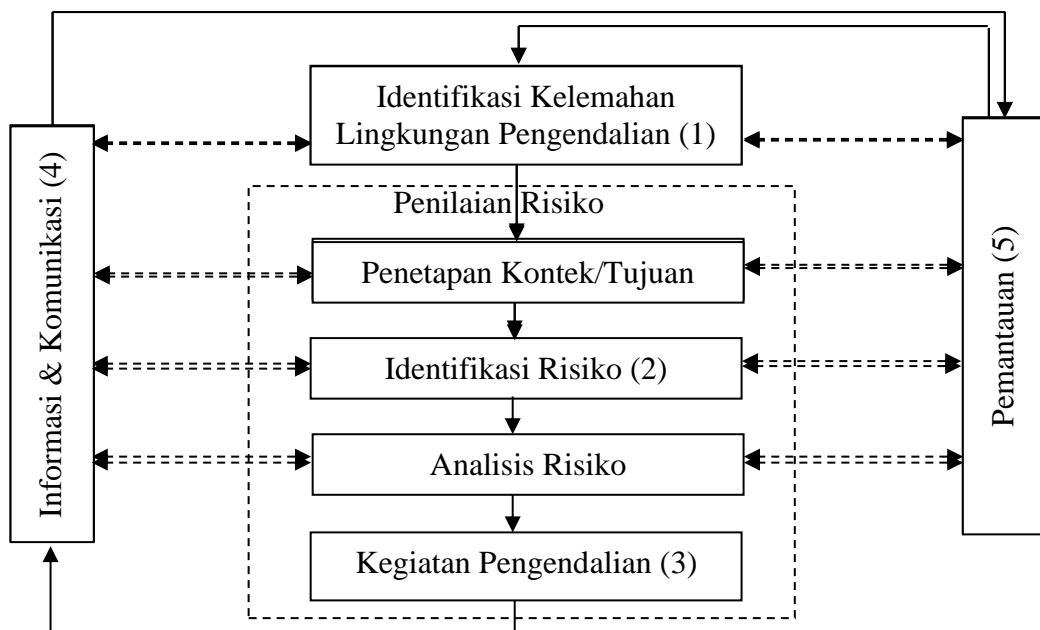 Identifikasi Kelemahan
Lingkungan Pengendalian (1)
Penilaian Risiko
Penetapan Kontek/Tujuan
Identifikasi Risiko (2)
Analisis Risiko
Kegiatan Pengendalian (3)
Informasi & Komunikasi (4)
Pemantauan (5)